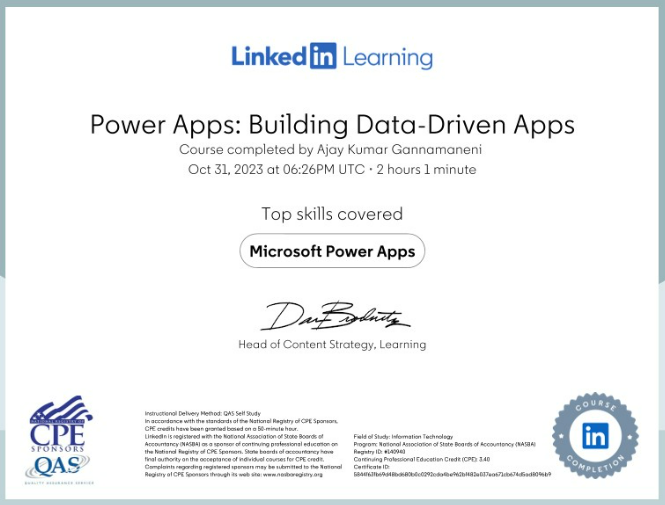 LinkedIn Learning
Power Apps: Building Data-Driven Apps
Course completed by Ajay Kumar Gannamaneni
Oct 31, 2023 at 06:26PM UTC • 2 hours 1 minute
Top skills covered
Microsoft Power Apps
Head of Content Strategy, Learning
CPE
SPONSORS
QAS
QUALITY ASSURANCE SERVICE
Instructional Delivery Method: QAS Self Study
In accordance with the standards of the National Registry of CPE Sponsors,
CPE credits have been granted based on a 50-minute hour.
LinkedIn is registered with the National Association of State Boards of
Accountancy (NASBA) as a sponsor of continuing professional education on
the National Registry of CPE Sponsors. State boards of accountancy have
final authority on the acceptance of individual courses for CPE credit.
Complaints regarding registered sponsors may be submitted to the National
Registry of CPE Sponsors through its web site: www.nasbaregistry.org
Field of Study: Information Technology
Program: National Association of State Boards of Accountancy (NASBA)
Registry ID: #140940
Continuing Professional Education Credit (CPE): 3.40
Certificate ID:
COURSE
in
COMPLETION